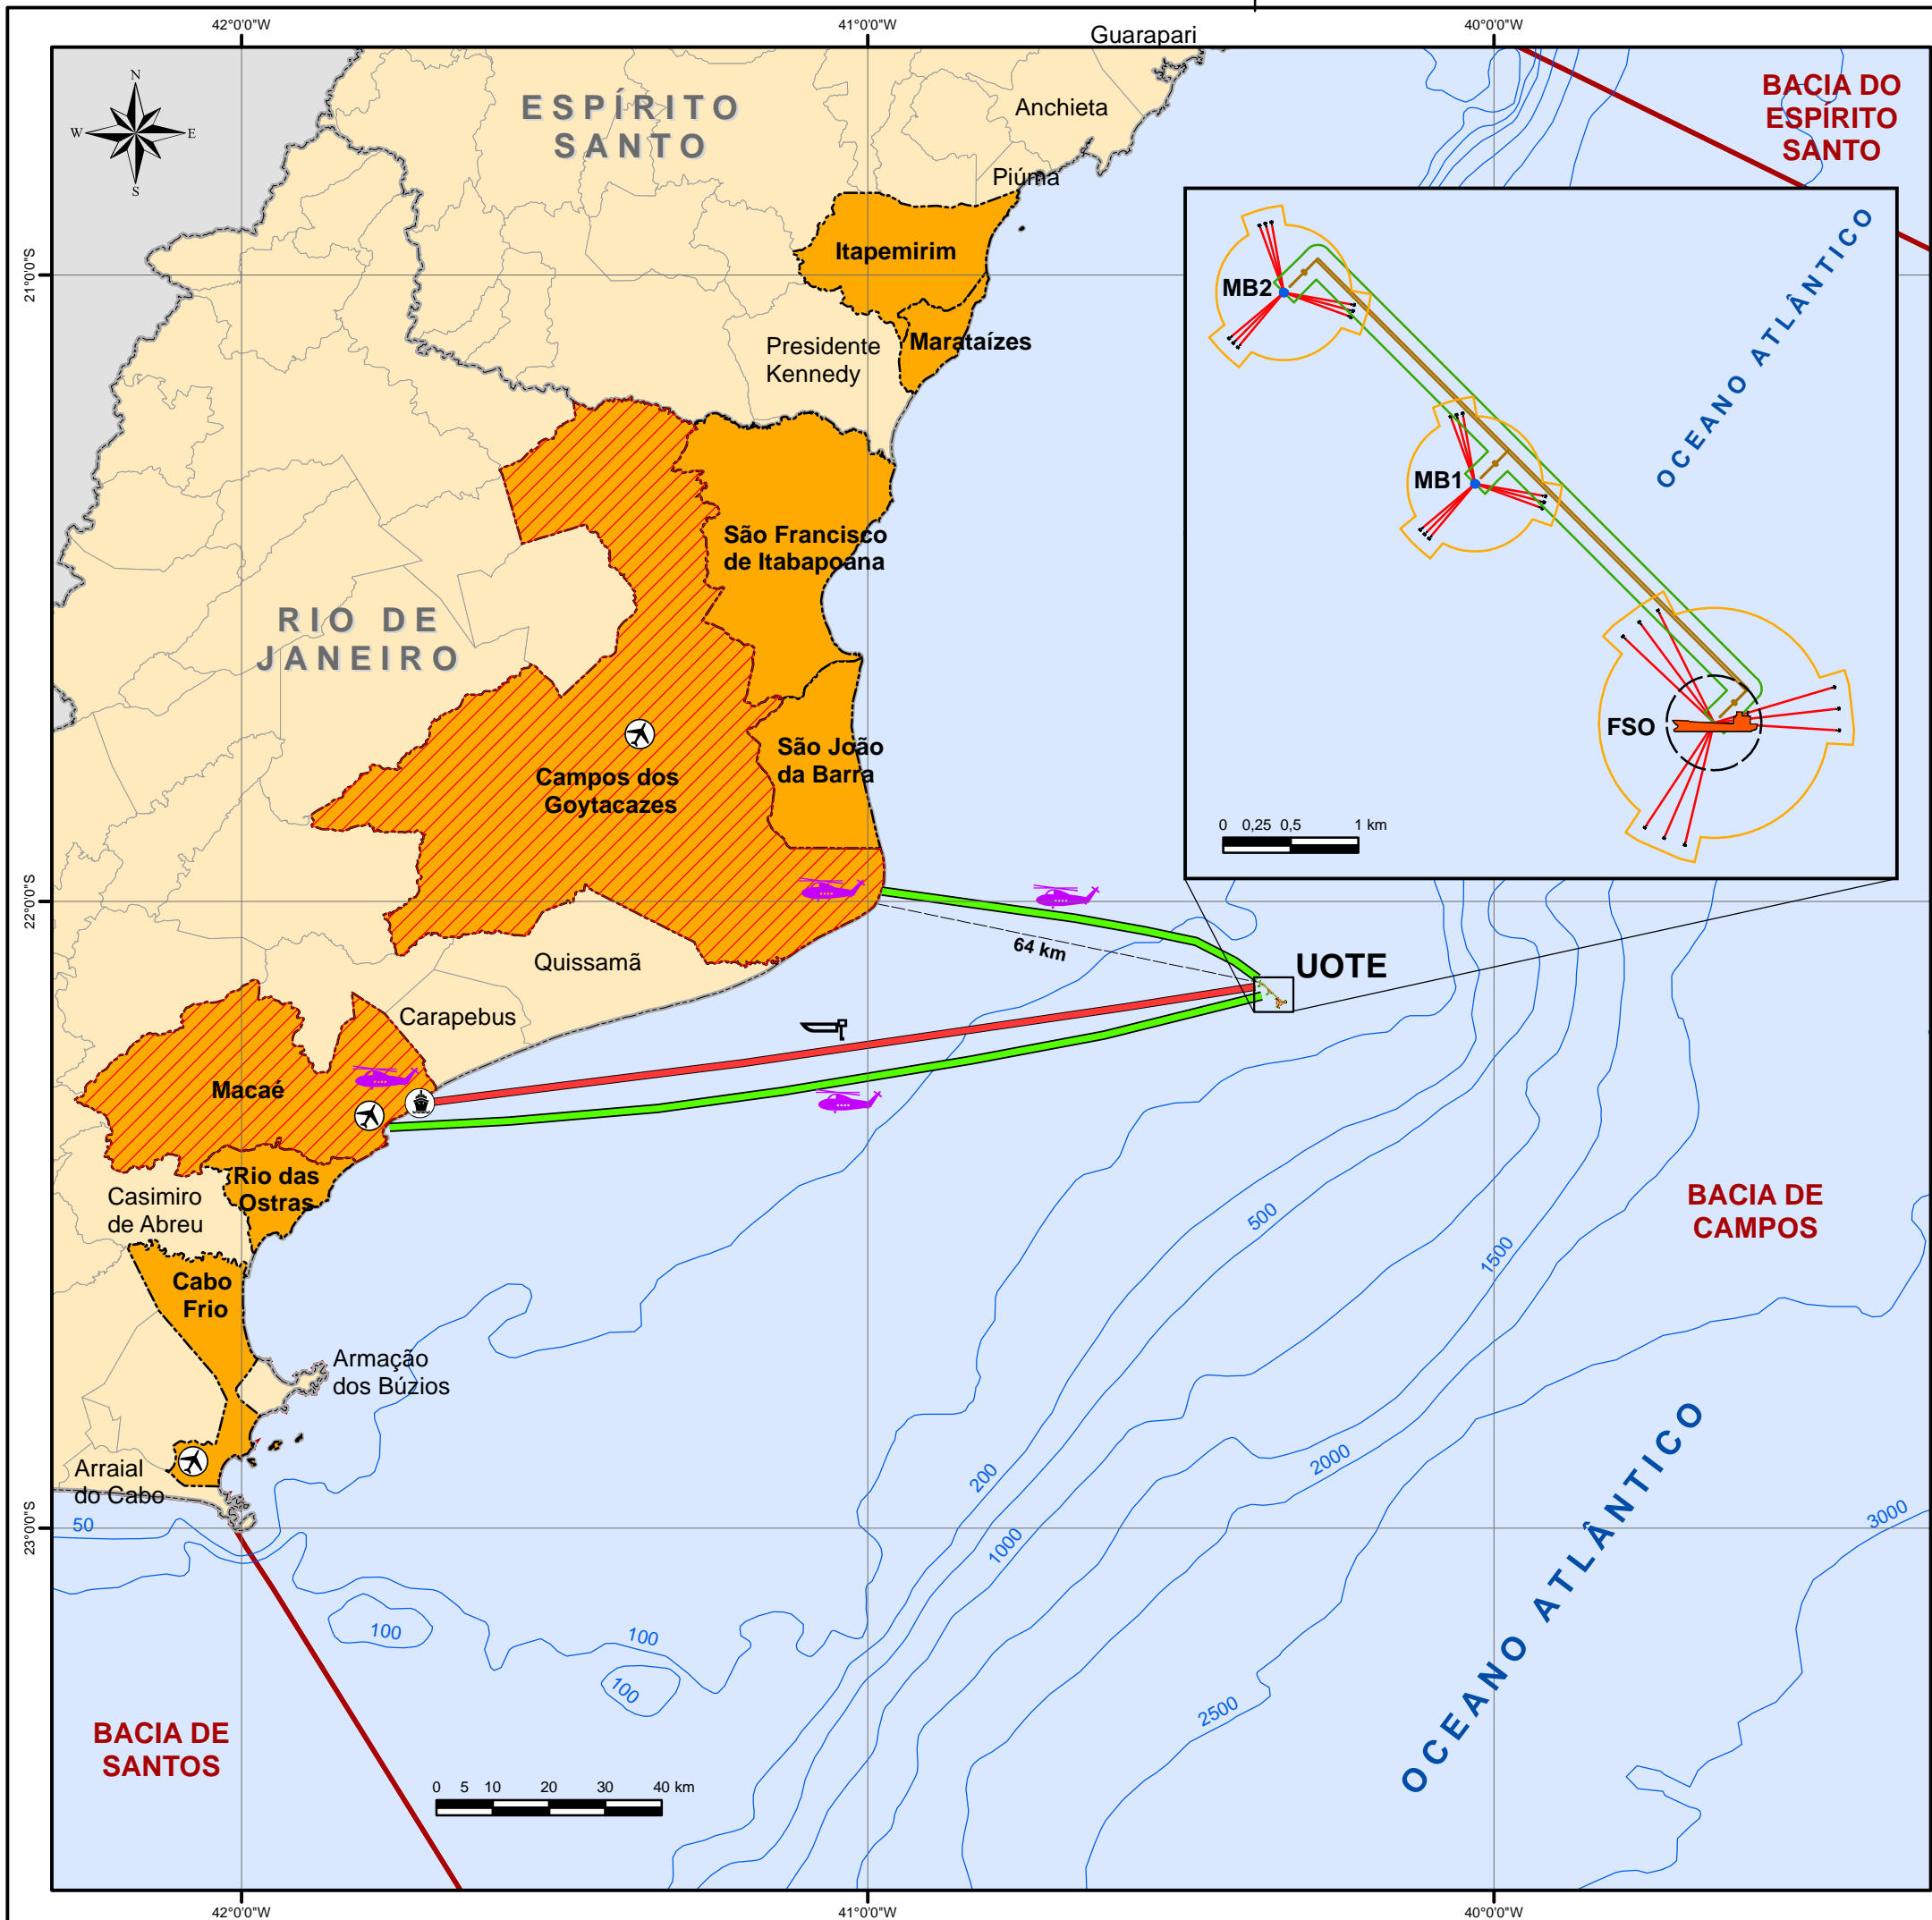 42°0'0"W
41°0'0"W
40°0'0"W
Guarapari
N
W
E
S
ESPÍRITO
SANTO
Anchieta
BACIA DO
ESPÍRITO
SANTO
Piúma
21°0'0"S
Itapemirim
Marataízes
Presidente
Kennedy
MB2
MB1
FSO
OCEANO ATLÂNTICO
0 0,25 0,5 1 km
São Francisco
de Itabapoana
RIO DE
JANEIRO
São João
da Barra
Campos dos
Goytacazes
22°0'0"S
64 km
UOTE
Quissamã
Carapebus
Macaé
Rio das
Ostras
Casimiro
de Abreu
Cabo
Frio
Armação
dos Búzios
Arraial
do Cabo
BACIA DE
CAMPOS
500
1500
200
2000
1000
3000
50
23°0'0"S
100
100
100
2500
OCEANO ATLÂNTICO
BACIA DE
SANTOS
0 5 10 20 30 40 km
42°0'0"W
41°0'0"W
40°0'0"W